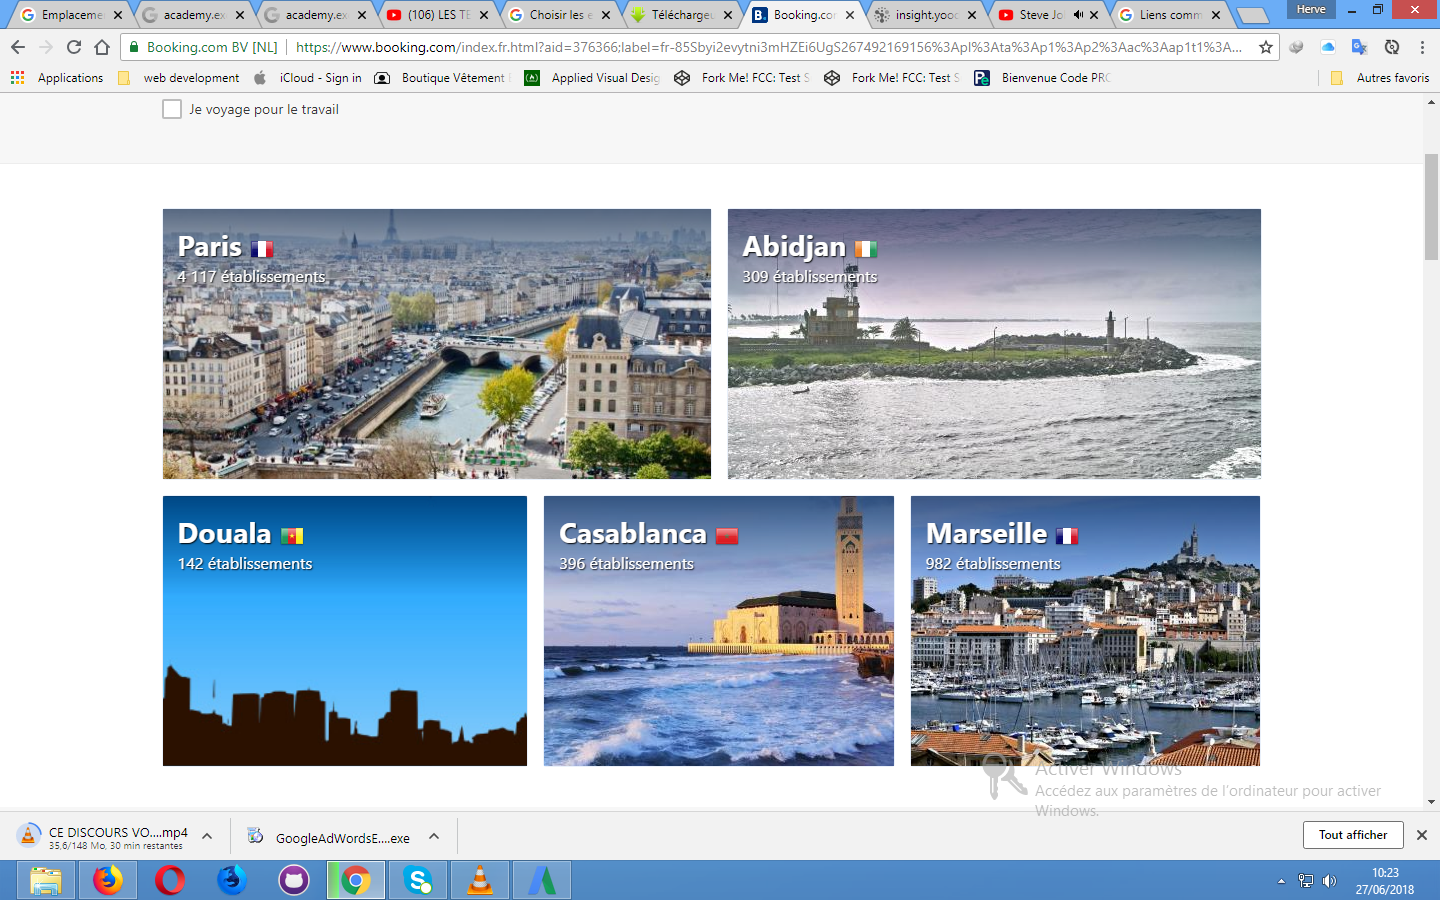 Emplacemen
academy.ex
academy.ex
(106) LES TE
Choisir les e
Téléchargeu
Booking.com
insight.yooc
Steve Jo
Liens comm
Herve
Booking.com BV [NL]
https://www.booking.com/index.fr.html?aid=376366;label=fr-85Sbyi2evytni3mHZEi6UgS267492169156%3Apl%3Ata%3Ap1%3Ap2%3Aac%3Aap1t1%3A...
Applications
web development
iCloud - Sign in
Boutique Vêtement E
Applied Visual Desig
Fork Me! FCC: Test S
Fork Me! FCC: Test S
Bienvenue Code PRO
Autres favoris
Je voyage pour le travail
Paris
4 117 établissements
Abidjan
309 établissements
Douala
142 établissements
Casablanca
396 établissements
Marseille
982 établissements
Activer Windows
Accédez aux paramètres de l'ordinateur pour activer
Windows.
CE DISCOURS VO....mp4
35,6/148 Mo, 30 min restantes
GoogleAdWordsE....exe
Tout afficher
10:23
27/06/2018